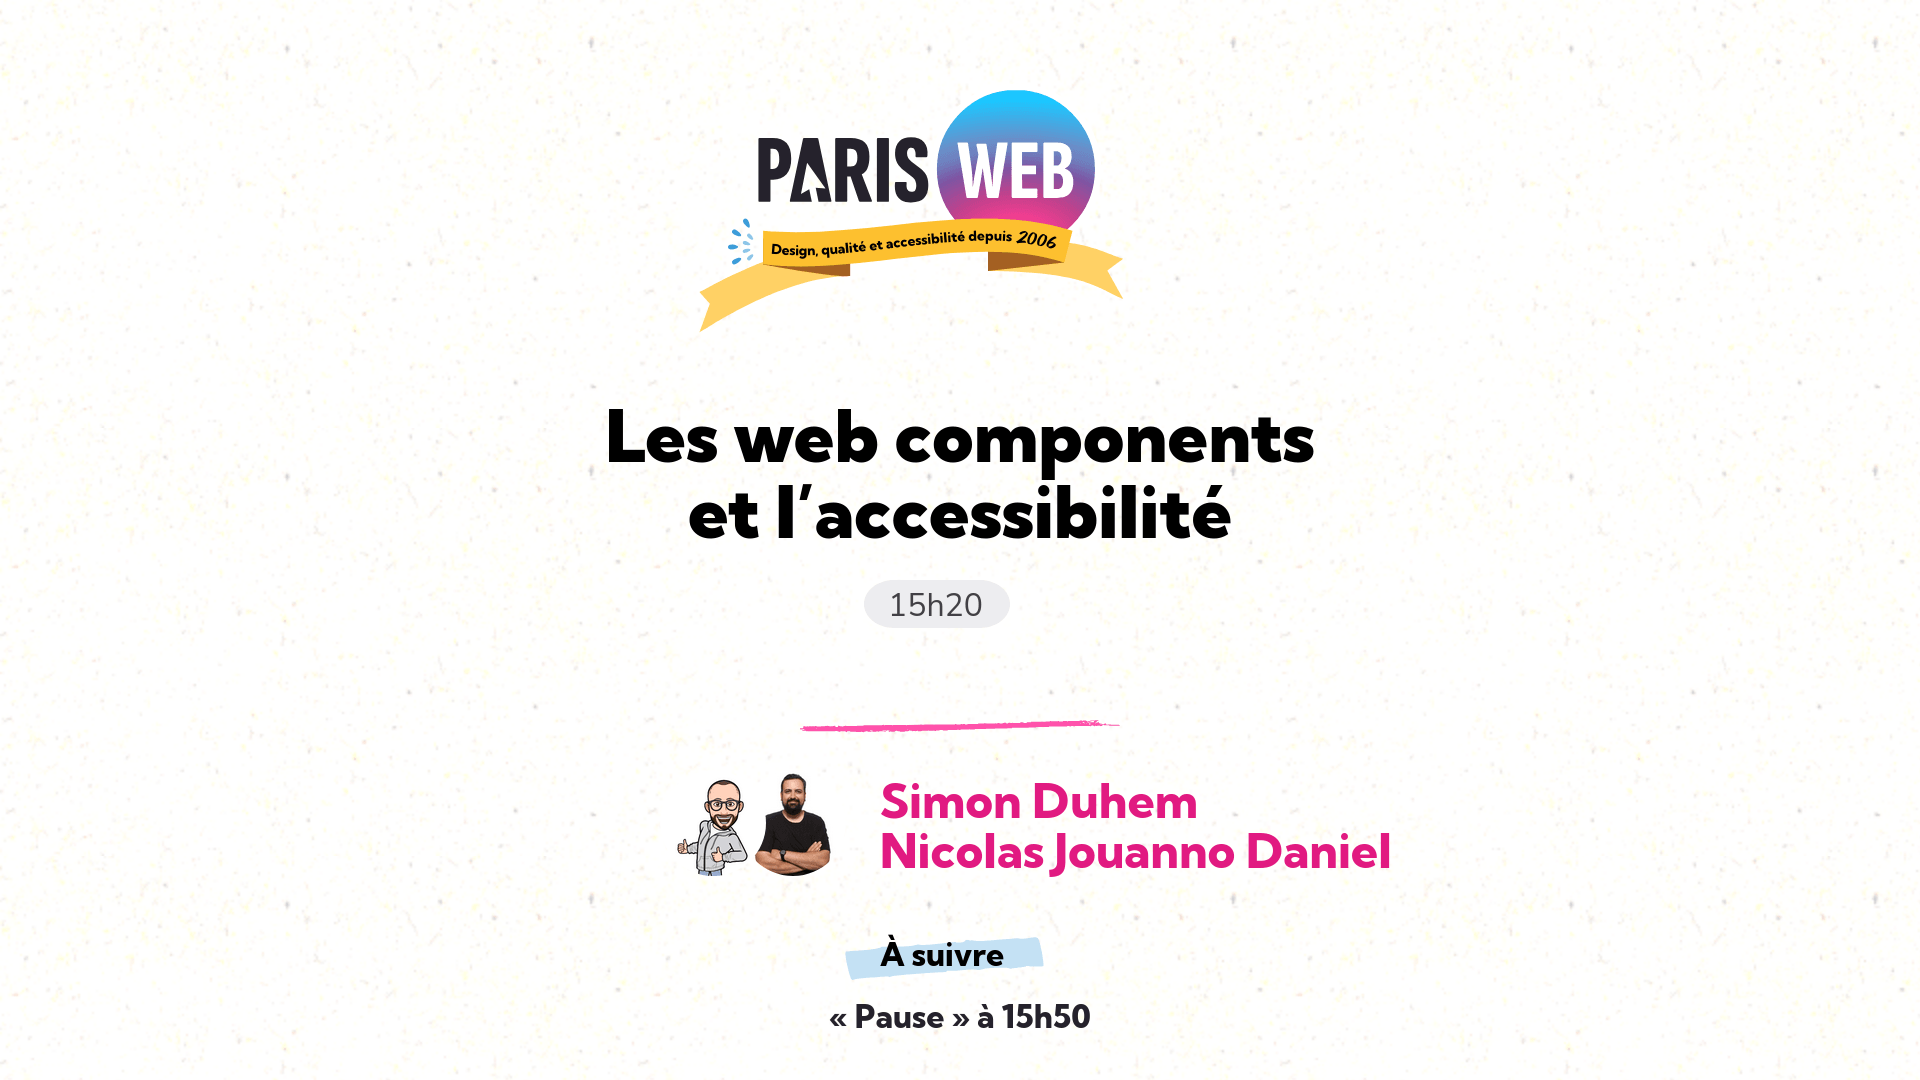 PARIS WEB
Design, qualité et accessibilité depuis 2006
Les web components
et l’accessibilité
15h20
Simon Duhem
Nicolas Jouanno Daniel
À suivre
« Pause » à 15h50